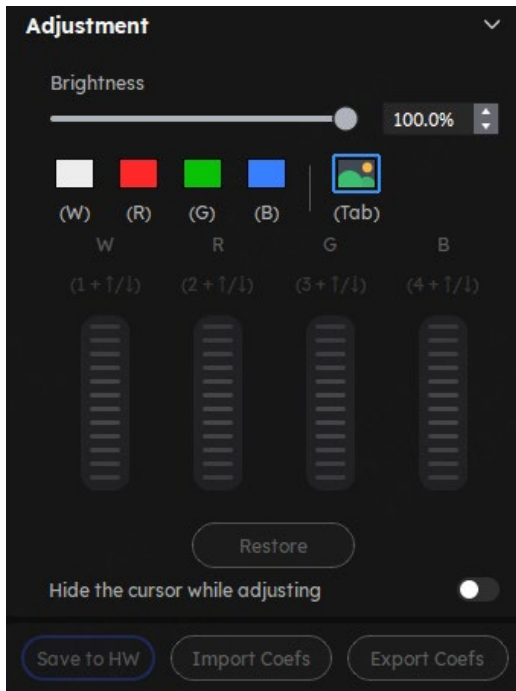 Adjustment
Brightness
100.0%
(W) (R) (G) (B) (Tab)
W R G B
(1 + ↑/↓) (2 + ↑/↓) (3 + ↑/↓) (4 + ↑/↓)
Restore
Hide the cursor while adjusting
Save to HW Import Coefs Export Coefs